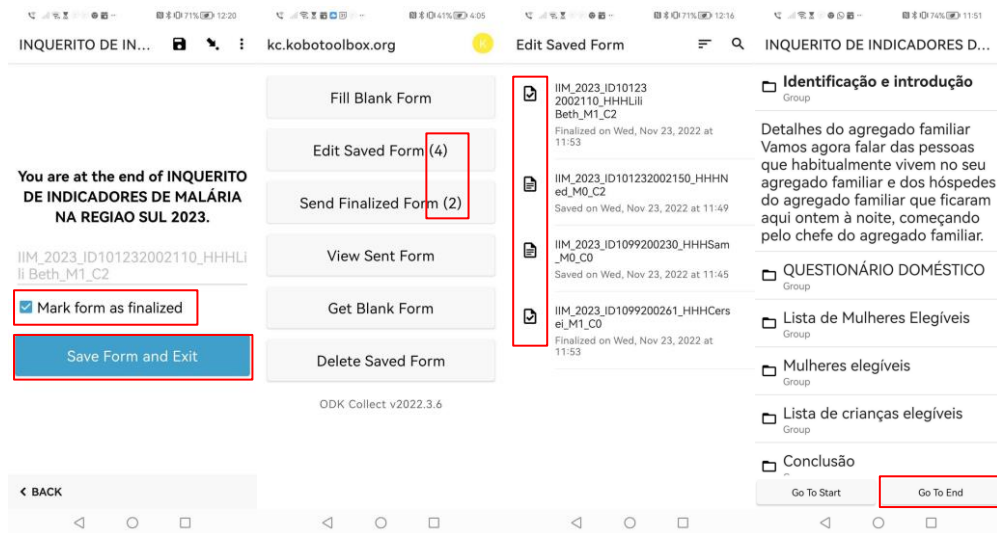 12:20
INQUERITO DE IN...
You are at the end of INQUERITO
DE INDICADORES DE MALÁRIA
NA REGIAO SUL 2023.
IIM_2023_ID101232002110_HHHLi
li Beth_M1_C2
Mark form as finalized
Save Form and Exit
BACK
71%
41% 4:05
kc.kobotoolbox.org
K
Fill Blank Form
Edit Saved Form (4)
Send Finalized Form (2)
View Sent Form
Get Blank Form
Delete Saved Form
ODK Collect v2022.3.6
71% 12:16
Edit Saved Form
IIM_2023_ID10123
2002110_HHHLili
Beth_M1_C2
Finalized on Wed, Nov 23, 2022 at
11:53
IIM_2023_ID101232002150_HHHN
ed_M0_C2
Saved on Wed, Nov 23, 2022 at 11:49
IIM_2023_ID1099200230_HHHSam
_M0_C0
Saved on Wed, Nov 23, 2022 at 11:45
IIM_2023_ID1099200261_HHHCers
ei_M1_C0
Finalized on Wed, Nov 23, 2022 at
11:53
74% 11:51
INQUERITO DE INDICADORES D...
Identificação e introdução
Group
Detalhes do agregado familiar
Vamos agora falar das pessoas
que habitualmente vivem no seu
agregado familiar e dos hóspedes
do agregado familiar que ficaram
aqui ontem à noite, começando
pelo chefe do agregado familiar.
QUESTIONÁRIO DOMÉSTICO
Group
Lista de Mulheres Elegíveis
Group
Mulheres elegíveis
Group
Lista de crianças elegíveis
Group
Conclusão
Go To Start
Go To End